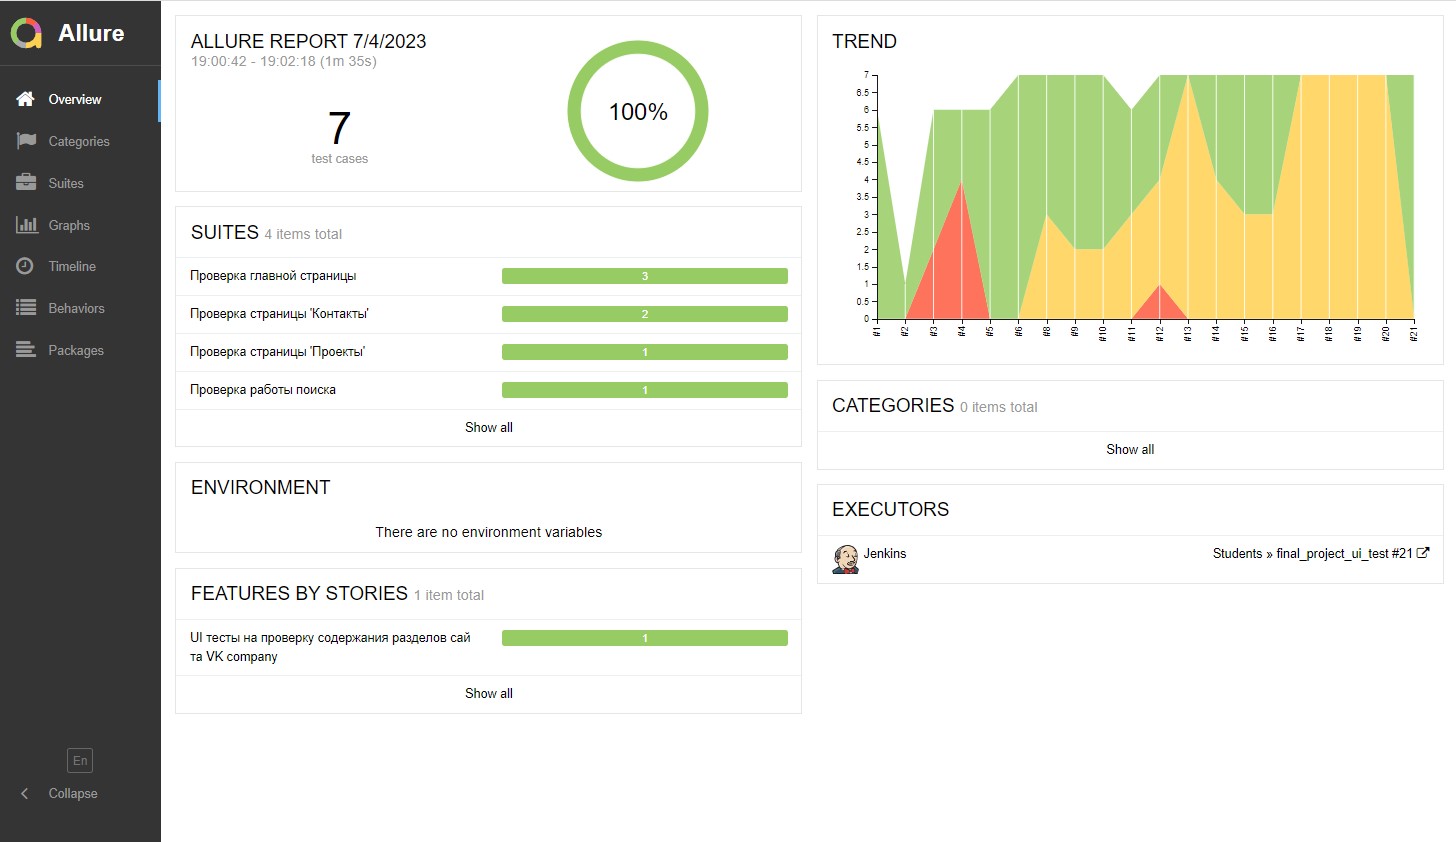 Allure
Overview
Categories
Suites
Graphs
Timeline
Behaviors
Packages
En
Collapse
ALLURE REPORT 7/4/2023
19:00:42 - 19:02:18 (1m 35s)
7
test cases
100%
SUITES 4 items total
Проверка главной страницы 3
Проверка страницы 'Контакты' 2
Проверка страницы 'Проекты' 1
Проверка работы поиска 1
Show all
ENVIRONMENT
There are no environment variables
FEATURES BY STORIES 1 item total
UI тесты на проверку содержания разделов сай 1
та VK company
Show all
TREND
7
6.5
6
5.5
5
4.5
4
3.5
3
2.5
2
1.5
1
0.5
0
#1 #2 #3 #4 #5 #6 #8 #9 #10 #11 #12 #13 #14 #15 #16 #17 #18 #19 #20 #21
CATEGORIES 0 items total
Show all
EXECUTORS
Jenkins Students » final_project_ui_test #21